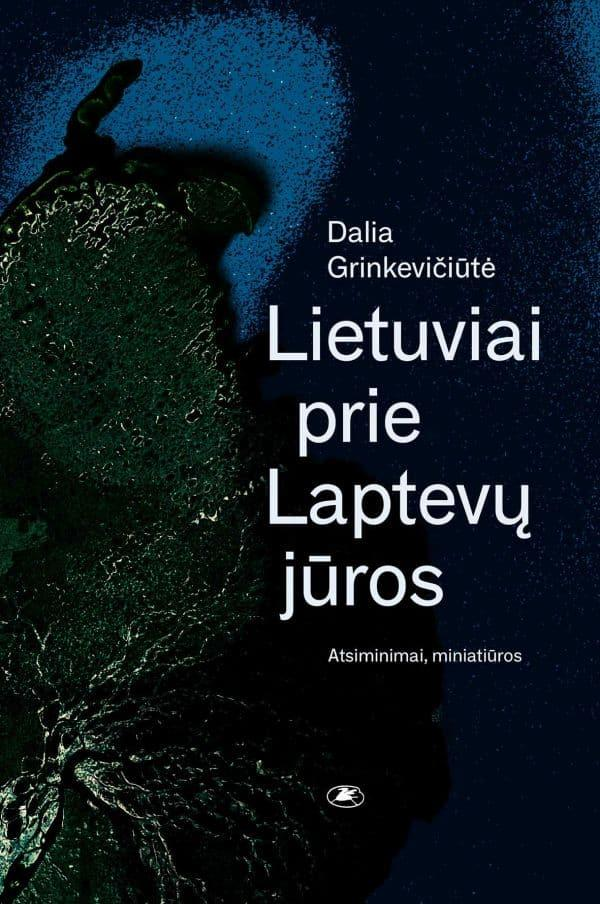 Dalia
Grinkevičiūtė
Lietuviai
prie
Laptevų
jūros
Atsiminimai, miniatiūros